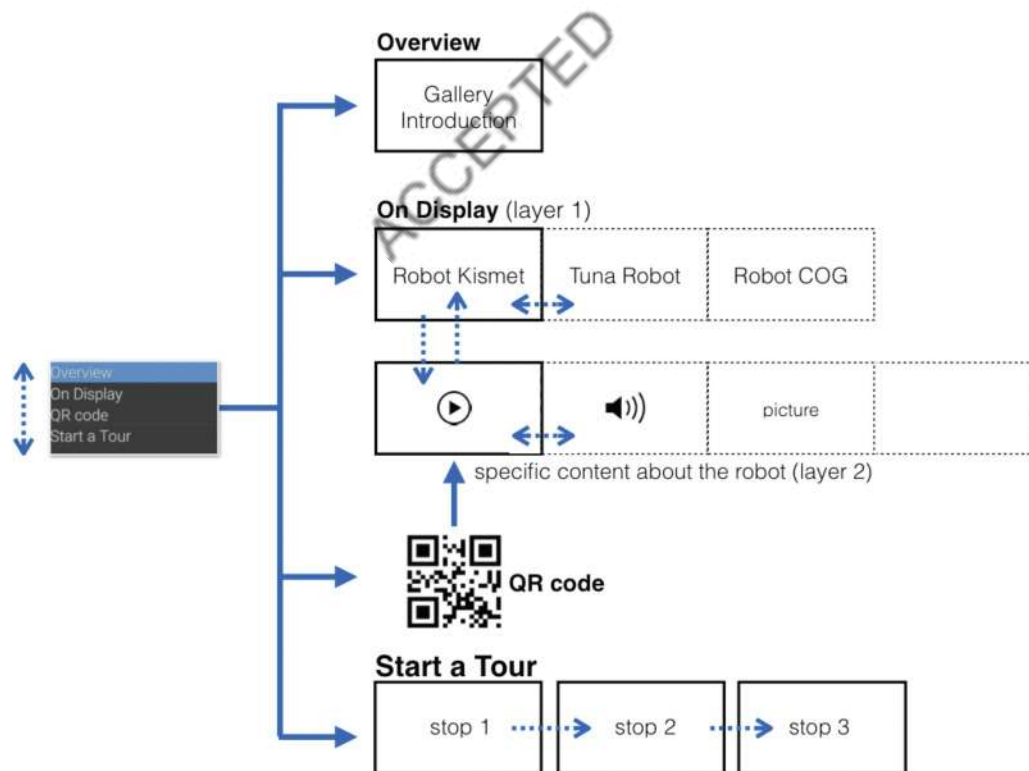 Overview
Gallery
Introduction
ACCEPTED
On Display (layer 1)
Robot Kismet
Tuna Robot
Robot COG
Overview
On Display
QR code
Start a Tour
picture
specific content about the robot (layer 2)
QR code
Start a Tour
stop 1
stop 2
stop 3